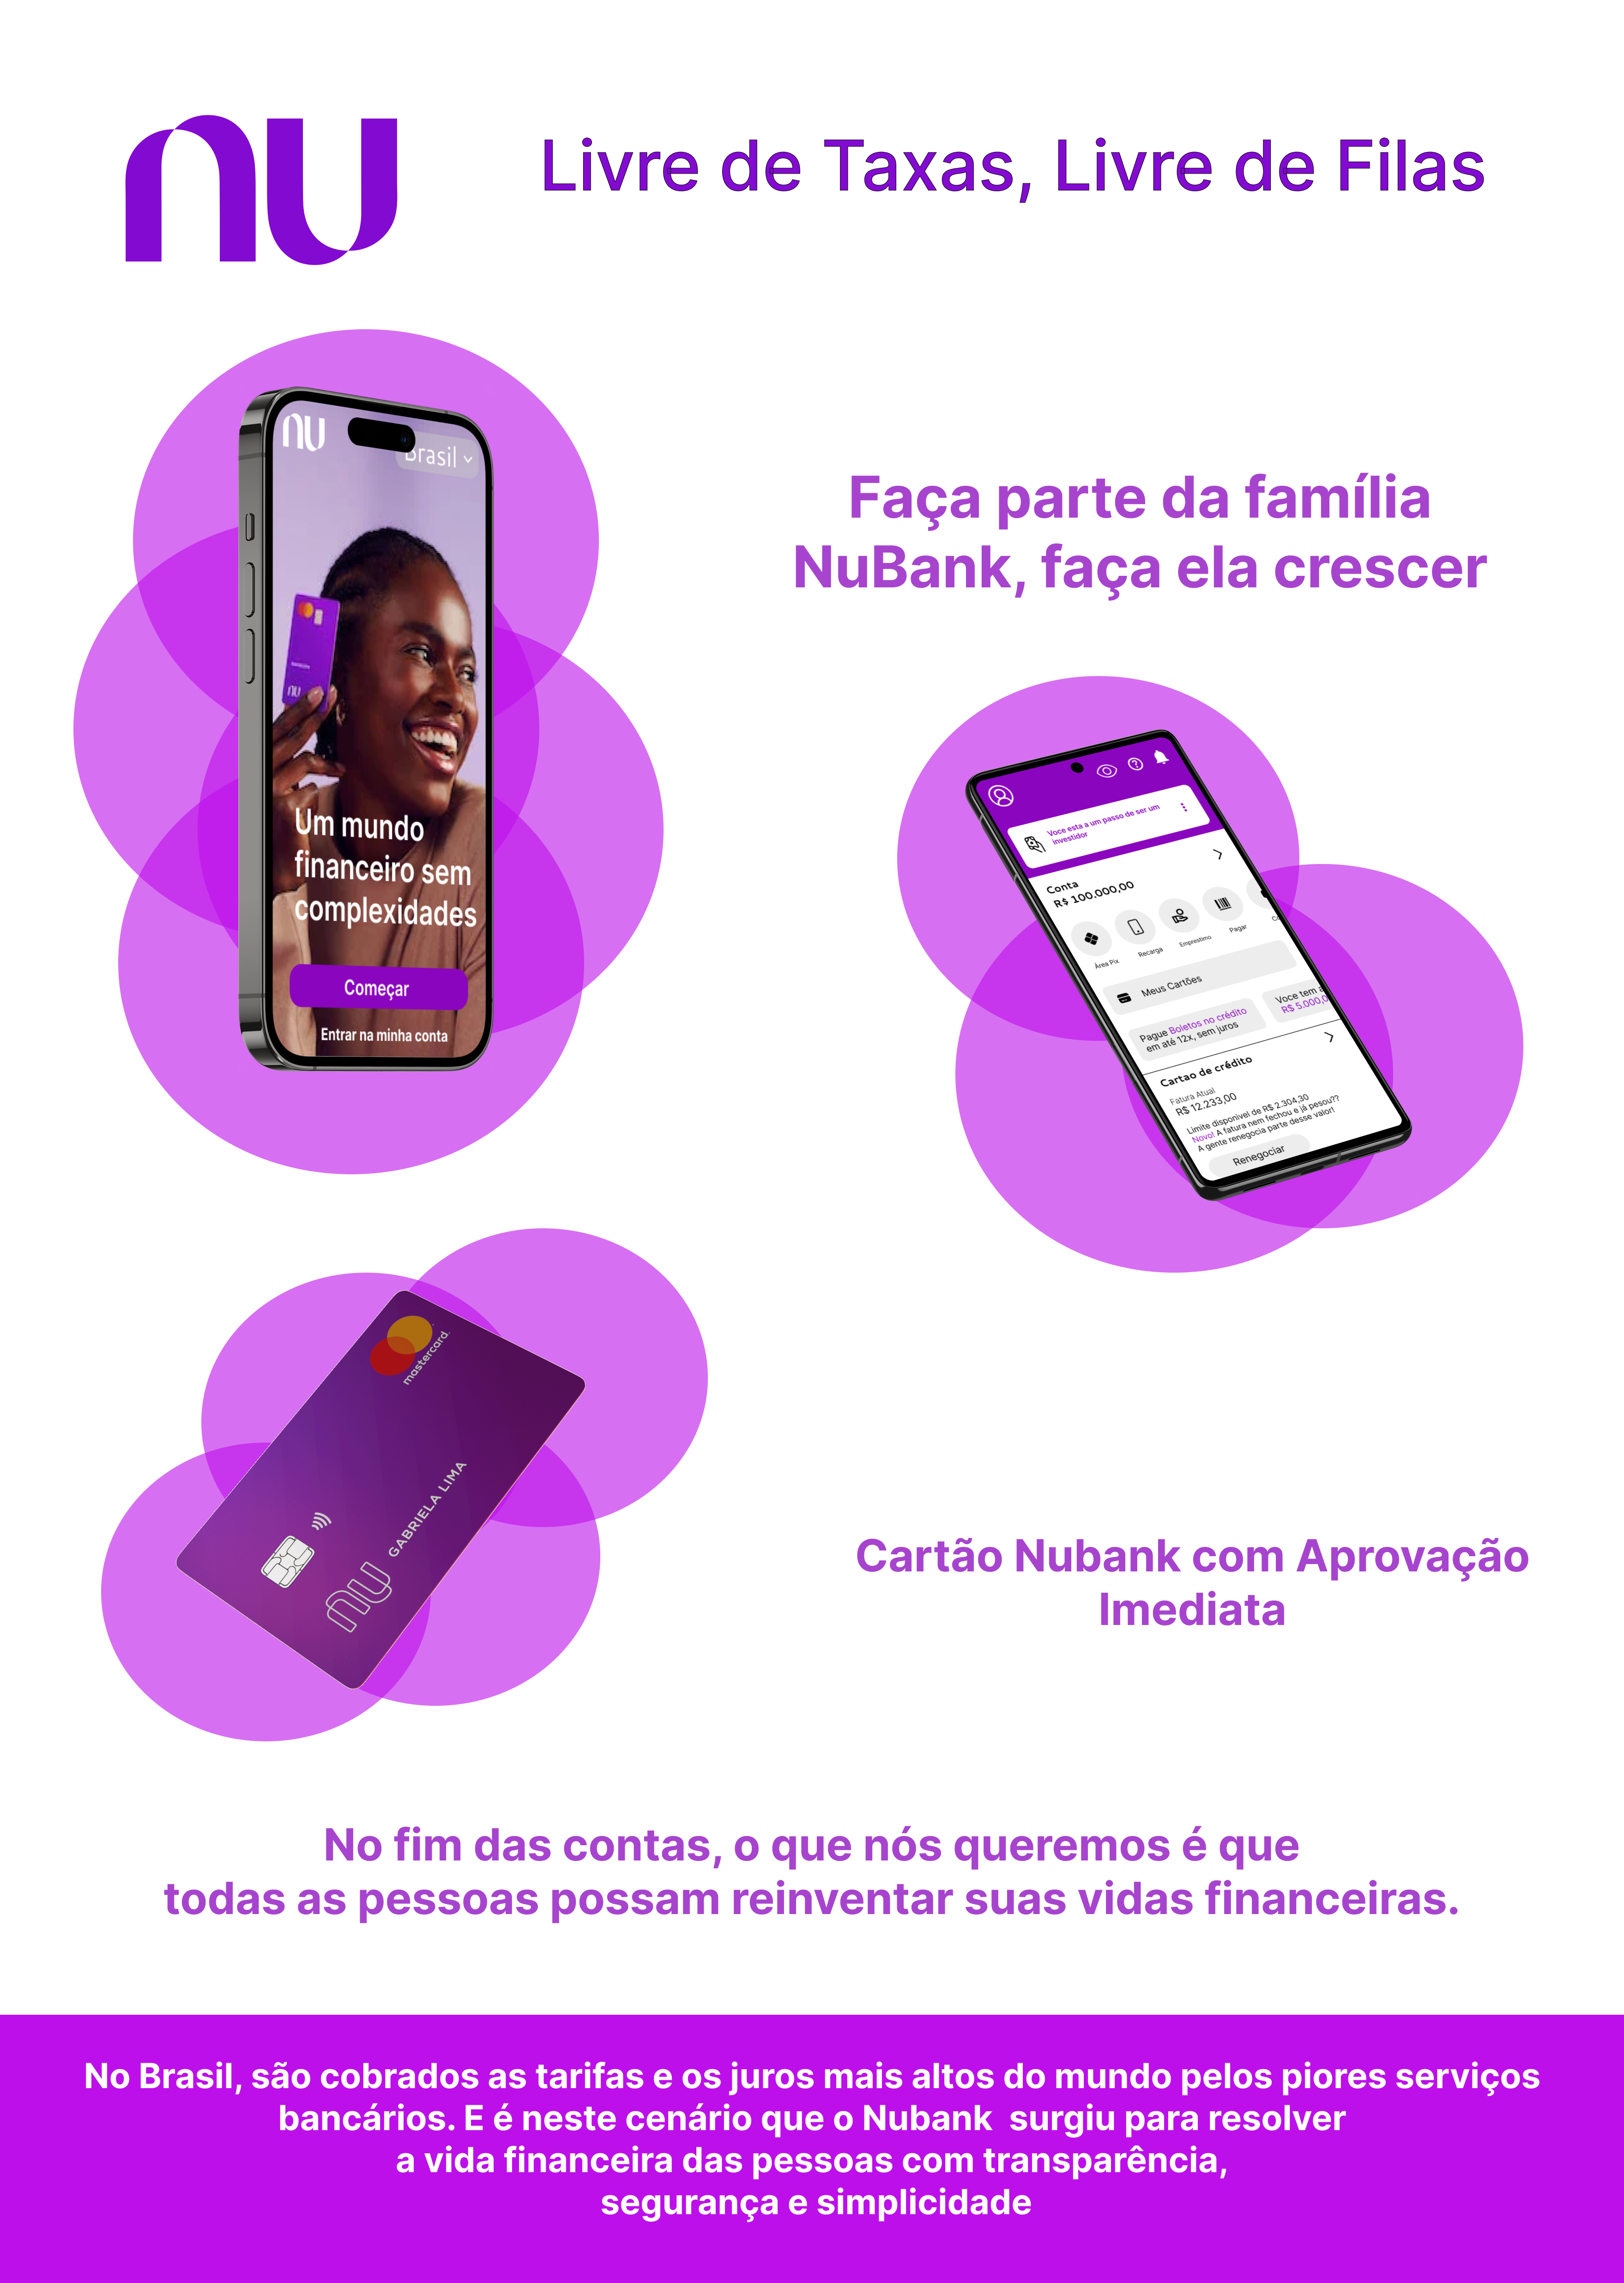 nu
Livre de Taxas, Livre de Filas
nu
Brasil
nu
Um mundo
financeiro sem
complexidades
Começar
Entrar na minha conta
Faça parte da família
NuBank, faça ela crescer
Voce esta a um passo de ser um
investidor
Conta
R$ 100.000,00
Área Pix
Recarga
Emprestimo
Pagar
Meus Cartões
Pague Boletos no crédito
em até 12x, sem juros
Voce tem
R$ 5.000,0
Cartao de crédito
Fatura Atual
R$ 12.233,00
Limite disponivel de R$ 2.304,30
Novo! A fatura nem fechou e já pesou??
A gente renegocia parte desse valor!
Renegociar
mastercard.
GABRIELA LIMA
nu
Cartão Nubank com Aprovação
Imediata
No fim das contas, o que nós queremos é que
todas as pessoas possam reinventar suas vidas financeiras.
No Brasil, são cobrados as tarifas e os juros mais altos do mundo pelos piores serviços
bancários. E é neste cenário que o Nubank  surgiu para resolver
a vida financeira das pessoas com transparência,
segurança e simplicidade